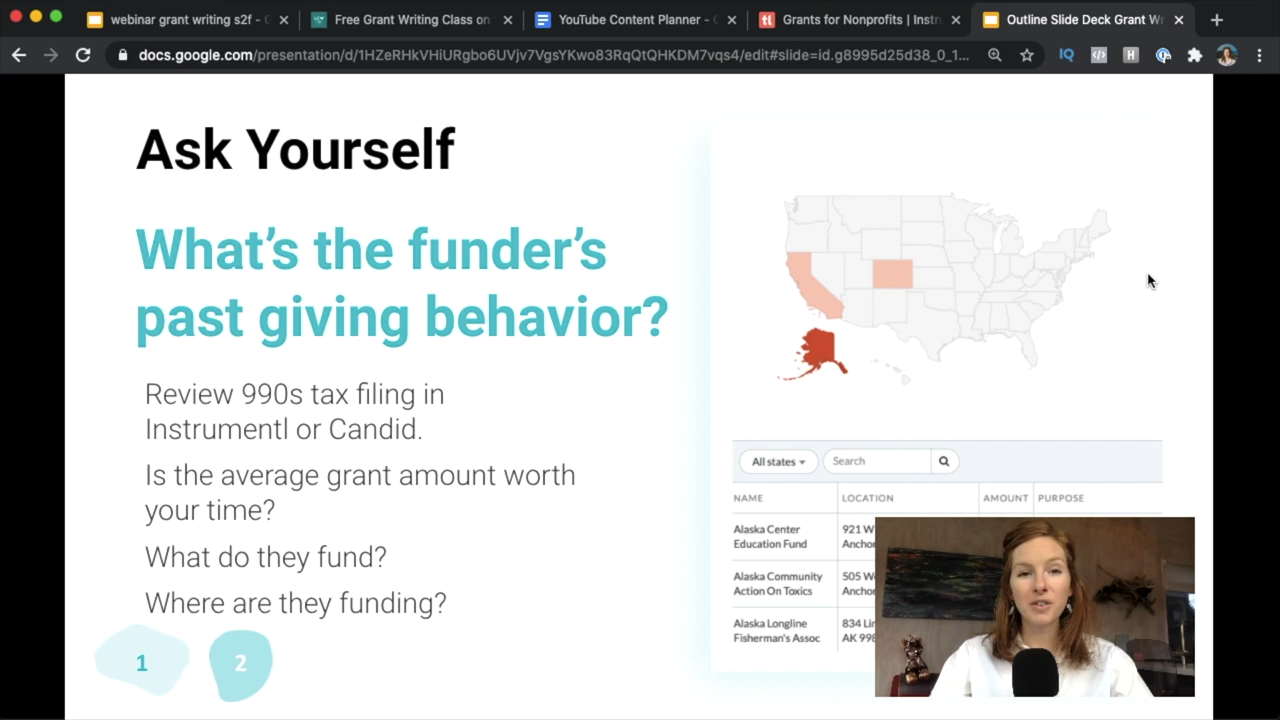 webinar grant writing s2f - G
Free Grant Writing Class on
YouTube Content Planner - G
Grants for Nonprofits | Instr
Outline Slide Deck Grant Wr
docs.google.com/presentation/d/1HZeRHkVHiURgbo6UVjv7VgsYKwo83RqQtQHKDM7vqs4/edit#slide=id.g8995d25d38_0_1...
IQ
H
Ask Yourself
What's the funder's
past giving behavior?
Review 990s tax filing in
Instrumentl or Candid.
Is the average grant amount worth
your time?
What do they fund?
Where are they funding?
1
2
All states
Search
NAME LOCATION AMOUNT PURPOSE
Alaska Center
Education Fund
921 W
Anchor
Alaska Community
Action On Toxics
505 We
Anchor
Alaska Longline
Fisherman's Assoc
834 Lin
AK 998